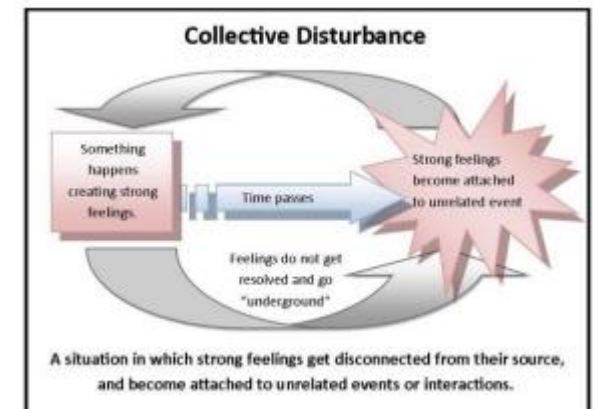 Collective Disturbance
Something
happens
creating strong
feelings.
Time passes
Strong feelings
become attached
to unrelated event
Feelings do not get
resolved and go
"underground"
A situation in which strong feelings get disconnected from their source,
and become attached to unrelated events or interactions.